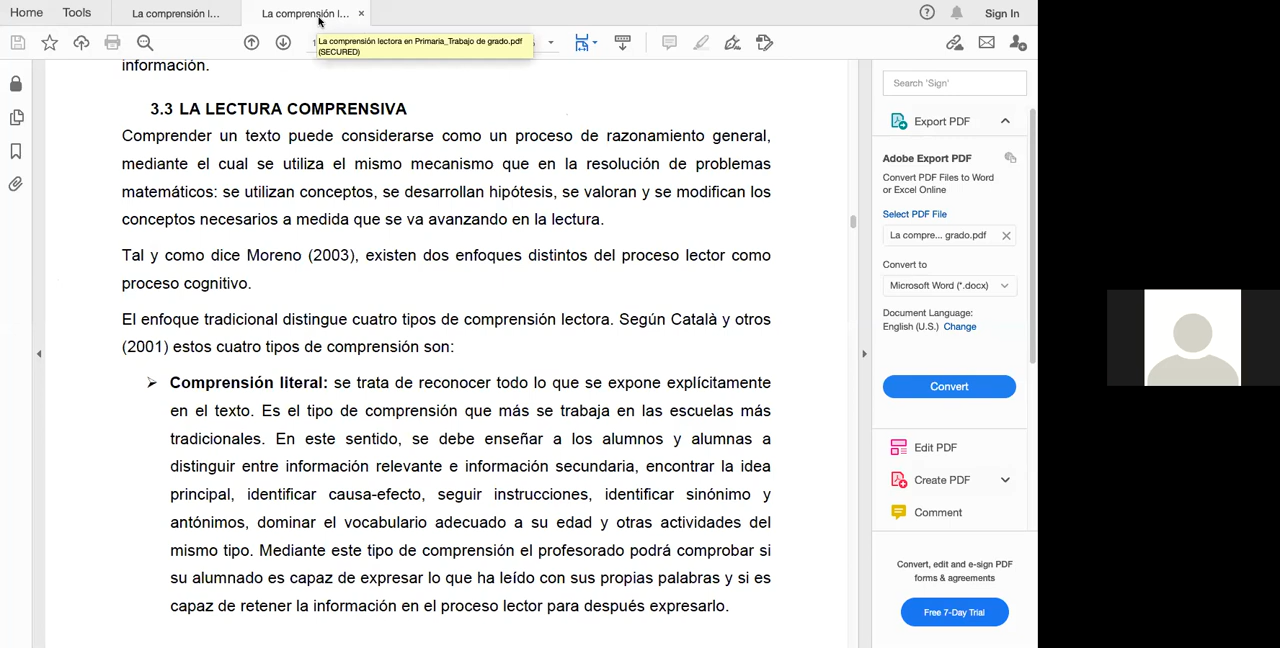 Home
Tools
La comprensión l...
La comprensión l...
Sign In
La comprensión lectora en Primaria_Trabajo de grado.pdf
(SECURED)
información.
3.3 LA LECTURA COMPRENSIVA
Comprender un texto puede considerarse como un proceso de razonamiento general,
mediante el cual se utiliza el mismo mecanismo que en la resolución de problemas
matemáticos: se utilizan conceptos, se desarrollan hipótesis, se valoran y se modifican los
conceptos necesarios a medida que se va avanzando en la lectura.
Tal y como dice Moreno (2003), existen dos enfoques distintos del proceso lector como
proceso cognitivo.
El enfoque tradicional distingue cuatro tipos de comprensión lectora. Según Català y otros
(2001) estos cuatro tipos de comprensión son:
Comprensión literal: se trata de reconocer todo lo que se expone explícitamente
en el texto. Es el tipo de comprensión que más se trabaja en las escuelas más
tradicionales. En este sentido, se debe enseñar a los alumnos y alumnas a
distinguir entre información relevante e información secundaria, encontrar la idea
principal, identificar causa-efecto, seguir instrucciones, identificar sinónimo y
antónimos, dominar el vocabulario adecuado a su edad y otras actividades del
mismo tipo. Mediante este tipo de comprensión el profesorado podrá comprobar si
su alumnado es capaz de expresar lo que ha leído con sus propias palabras y si es
capaz de retener la información en el proceso lector para después expresarlo.
Search 'Sign'
Export PDF
Adobe Export PDF
Convert PDF Files to Word
or Excel Online
Select PDF File
La compre... grado.pdf
Convert to
Microsoft Word (*.docx)
Document Language:
English (U.S.) Change
Convert
Edit PDF
Create PDF
Comment
Convert, edit and e-sign PDF
forms & agreements
Free 7-Day Trial